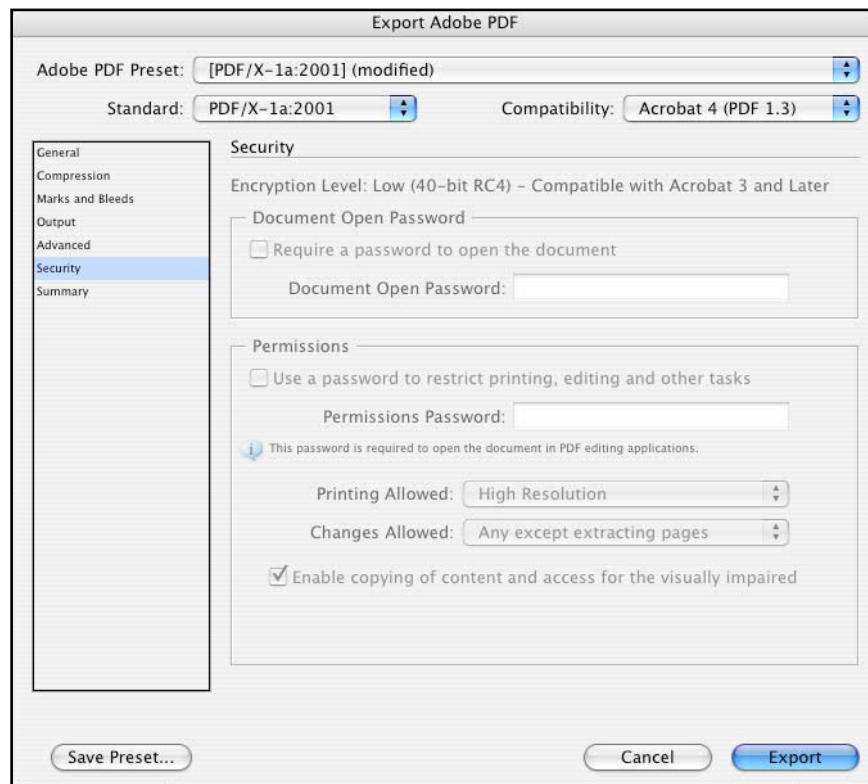 Export Adobe PDF
Adobe PDF Preset: [PDF/X-1a:2001] (modified)
Standard: PDF/X-1a:2001 Compatibility: Acrobat 4 (PDF 1.3)
General
Compression
Marks and Bleeds
Output
Advanced
Security
Summary
Security
Encryption Level: Low (40-bit RC4) – Compatible with Acrobat 3 and Later
Document Open Password
Require a password to open the document
Document Open Password:
Permissions
Use a password to restrict printing, editing and other tasks
Permissions Password:
This password is required to open the document in PDF editing applications.
Printing Allowed: High Resolution
Changes Allowed: Any except extracting pages
Enable copying of content and access for the visually impaired
Save Preset... Cancel Export